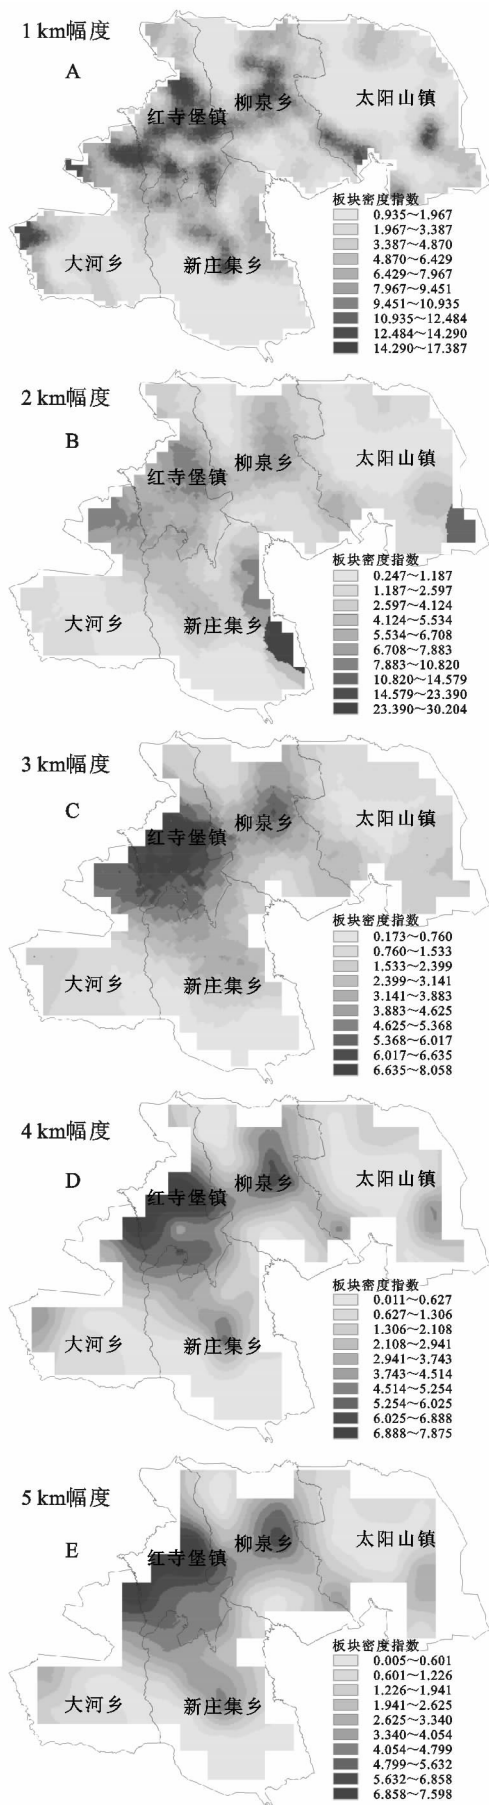 1 km幅度
A
红寺堡镇
柳泉乡
太阳山镇
大河乡
新庄集乡
板块密度指数
0.935～1.967
1.967～3.387
3.387～4.870
4.870～6.429
6.429～7.967
7.967～9.451
9.451～10.935
10.935～12.484
12.484～14.290
14.290～17.387
2 km幅度
B
红寺堡镇
柳泉乡
太阳山镇
大河乡
新庄集乡
板块密度指数
0.247～1.187
1.187～2.597
2.597～4.124
4.124～5.534
5.534～6.708
6.708～7.883
7.883～10.820
10.820～14.579
14.579～23.390
23.390～30.204
3 km幅度
C
红寺堡镇
柳泉乡
太阳山镇
大河乡
新庄集乡
板块密度指数
0.173～0.760
0.760～1.533
1.533～2.399
2.399～3.141
3.141～3.883
3.883～4.625
4.625～5.368
5.368～6.017
6.017～6.635
6.635～8.058
4 km幅度
D
红寺堡镇
柳泉乡
太阳山镇
大河乡
新庄集乡
板块密度指数
0.011～0.627
0.627～1.306
1.306～2.108
2.108～2.941
2.941～3.743
3.743～4.514
4.514～5.254
5.254～6.025
6.025～6.888
6.888～7.875
5 km幅度
E
红寺堡镇
柳泉乡
太阳山镇
大河乡
新庄集乡
板块密度指数
0.005～0.601
0.601～1.226
1.226～1.941
1.941～2.625
2.625～3.340
3.340～4.054
4.054～4.799
4.799～5.632
5.632～6.858
6.858～7.598